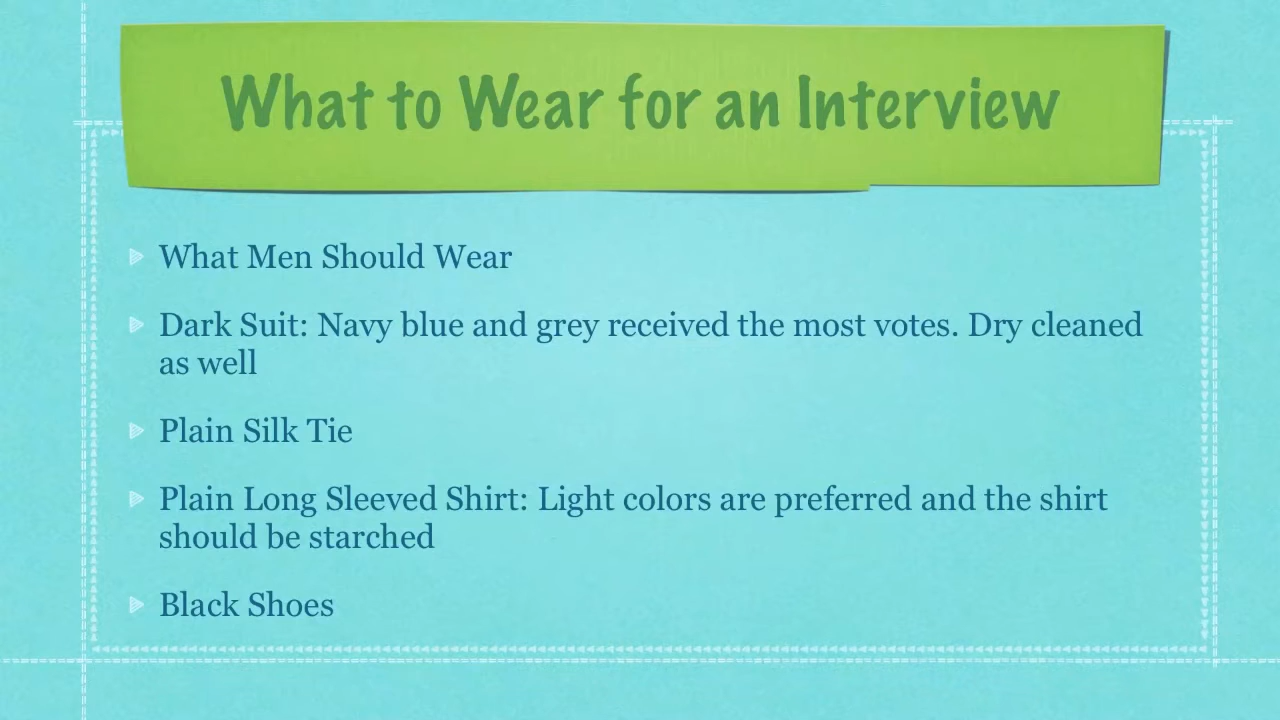 What to Wear for an Interview
What Men Should Wear
Dark Suit: Navy blue and grey received the most votes. Dry cleaned
as well
Plain Silk Tie
Plain Long Sleeved Shirt: Light colors are preferred and the shirt
should be starched
Black Shoes